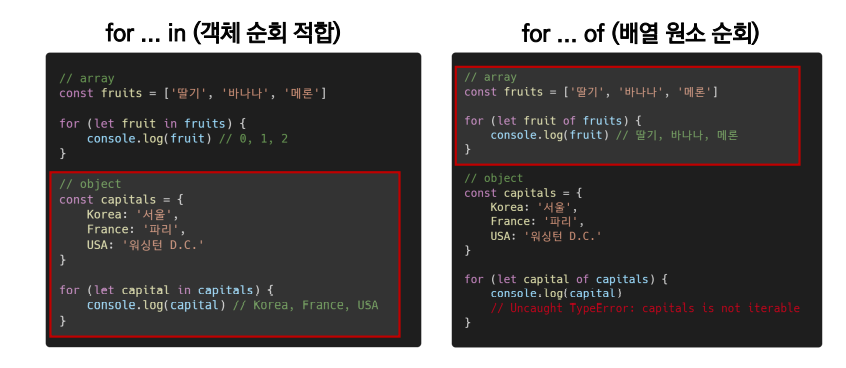 for ... in (객체 순회 적합)
// array
const fruits = ['딸기', '바나나', '메론']
for (let fruit in fruits) {
    console.log(fruit) // 0, 1, 2
}
// object
const capitals = {
    Korea: '서울',
    France: '파리',
    USA: '워싱턴 D.C.'
}
for (let capital in capitals) {
    console.log(capital) // Korea, France, USA
}
for ... of (배열 원소 순회)
// array
const fruits = ['딸기', '바나나', '메론']
for (let fruit of fruits) {
    console.log(fruit) // 딸기, 바나나, 메론
}
// object
const capitals = {
    Korea: '서울',
    France: '파리',
    USA: '워싱턴 D.C.'
}
for (let capital of capitals) {
    console.log(capital)
    // Uncaught TypeError: capitals is not iterable
}